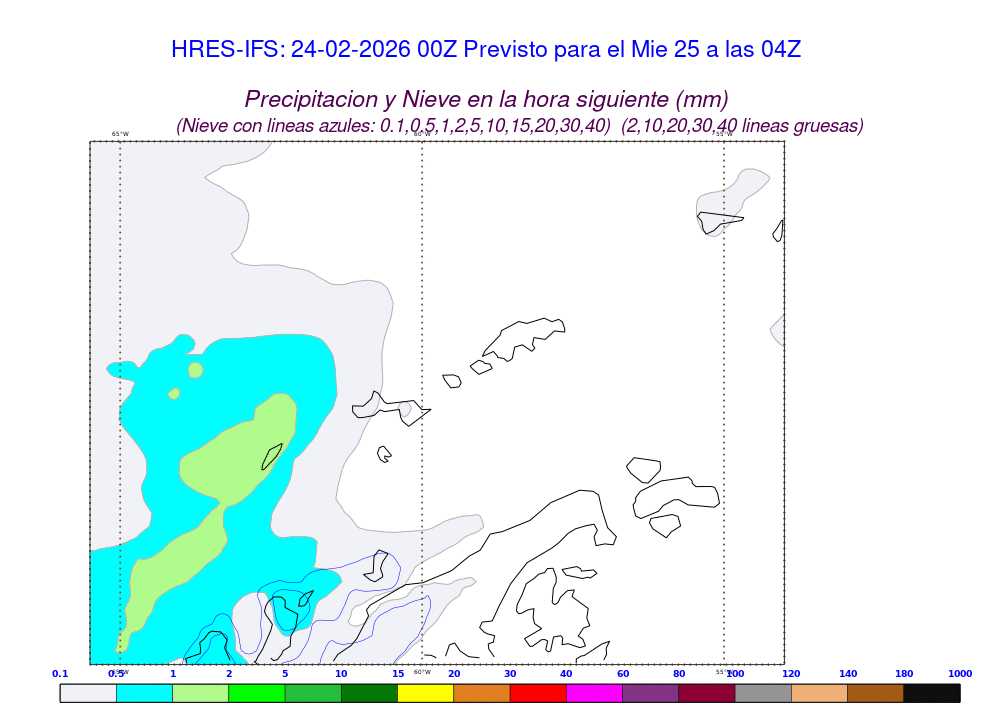 HRES-IFS: 24-02-2026 00Z Previsto para el Mie 25 a las 04Z
Precipitacion y Nieve en la hora siguiente (mm)
(Nieve con lineas azules: 0.1,0.5,1,2,5,10,15,20,30,40) (2,10,20,30,40 lineas gruesas)
65°W 60°W 55°W
65°W 60°W 55°W
0.1 0.5 1 2 5 10 15 20 30 40 60 80 100 120 140 180 1000